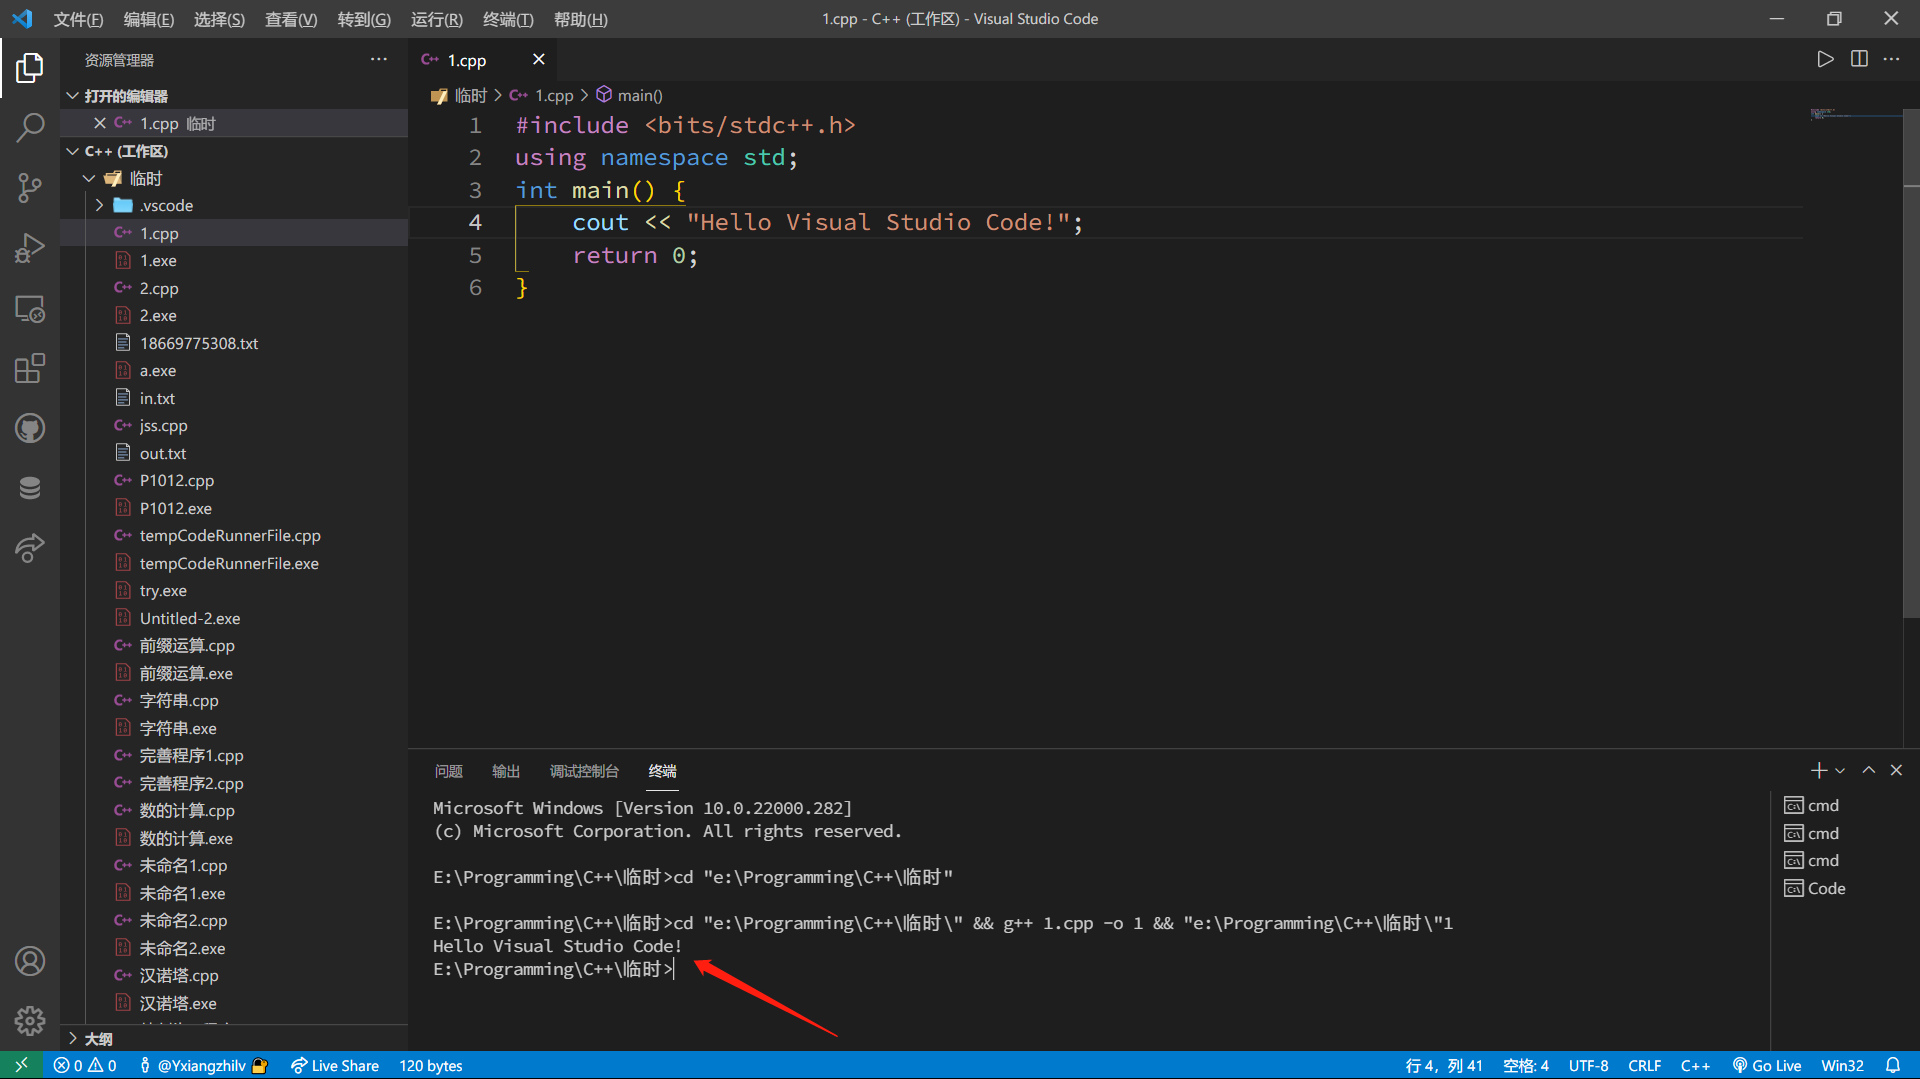 文件(F) 编辑(E) 选择(S) 查看(V) 转到(G) 运行(R) 终端(T) 帮助(H)
1.cpp - C++ (工作区) - Visual Studio Code
资源管理器
打开的编辑器
1.cpp 临时
C++ (工作区)
临时
.vscode
1.cpp
1.exe
2.cpp
2.exe
18669775308.txt
a.exe
in.txt
jss.cpp
out.txt
P1012.cpp
P1012.exe
tempCodeRunnerFile.cpp
tempCodeRunnerFile.exe
try.exe
Untitled-2.exe
前缀运算.cpp
前缀运算.exe
字符串.cpp
字符串.exe
完善程序1.cpp
完善程序2.cpp
数的计算.cpp
数的计算.exe
未命名1.cpp
未命名1.exe
未命名2.cpp
未命名2.exe
汉诺塔.cpp
汉诺塔.exe
大纲
1.cpp
临时 > 1.cpp > main()
1 #include <bits/stdc++.h>
2 using namespace std;
3 int main() {
4 cout << "Hello Visual Studio Code!";
5 return 0;
6 }
问题 输出 调试控制台 终端
Microsoft Windows [Version 10.0.22000.282]
(c) Microsoft Corporation. All rights reserved.
E:\Programming\C++\临时>cd "e:\Programming\C++\临时"
E:\Programming\C++\临时>cd "e:\Programming\C++\临时\" && g++ 1.cpp -o 1 && "e:\Programming\C++\临时\"1
Hello Visual Studio Code!
E:\Programming\C++\临时>
cmd
cmd
cmd
Code
0 0 @Yxiangzhilv Live Share 120 bytes
行 4，列 41 空格: 4 UTF-8 CRLF C++ Go Live Win32